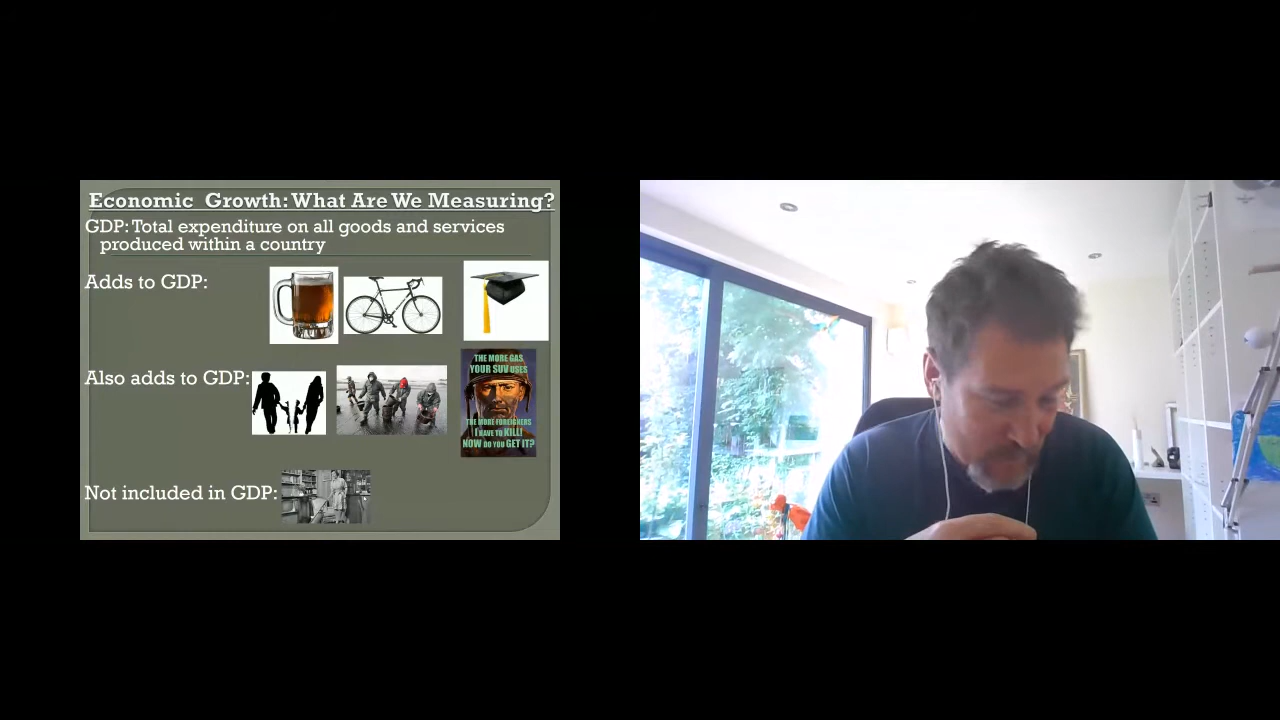 Economic Growth: What Are We Measuring?
GDP: Total expenditure on all goods and services
produced within a country
Adds to GDP:
Also adds to GDP:
THE MORE GAS
YOUR SUV USES
THE MORE FOREIGNERS
I HAVE TO KILL!
NOW DO YOU GET IT?
Not included in GDP: